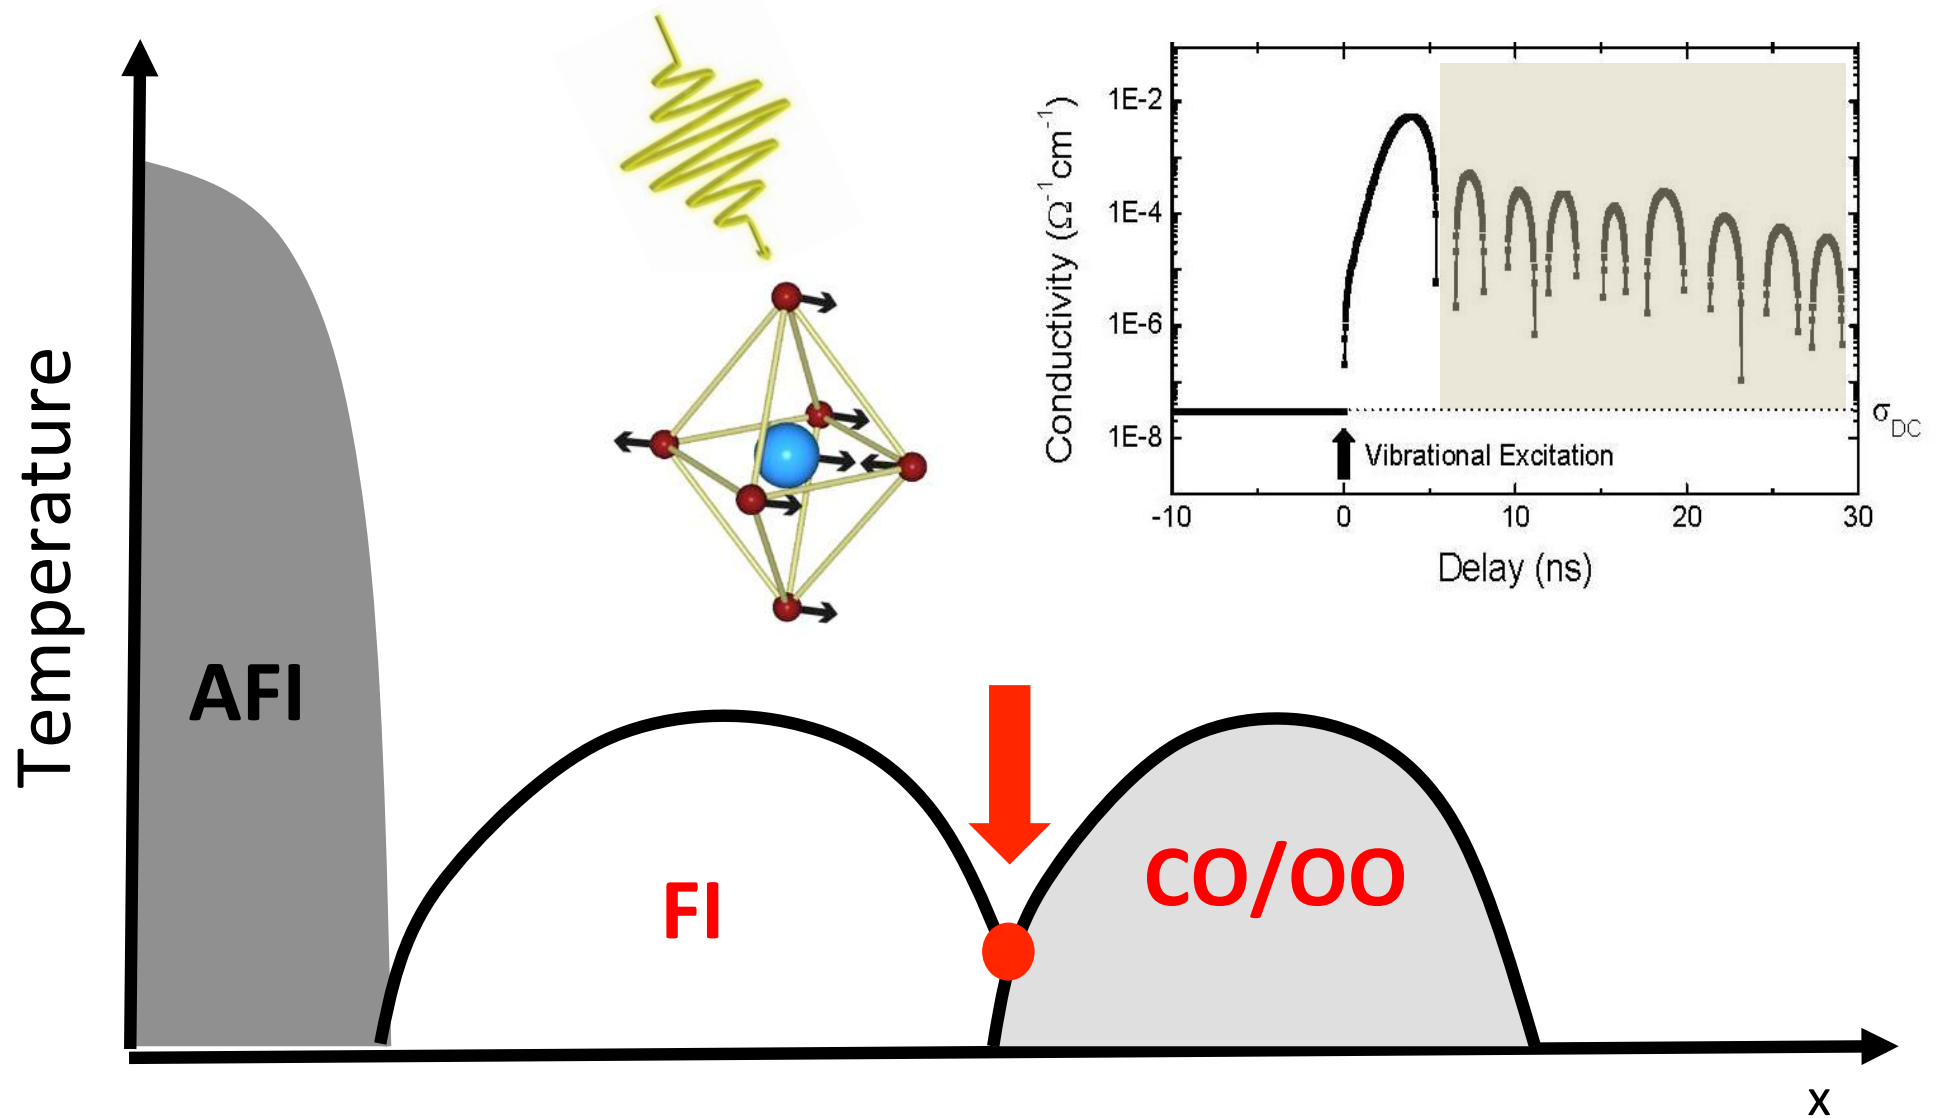 Temperature
AFI
FI
CO/OO
x
Conductivity (Ω⁻¹cm⁻¹)
1E-2
1E-4
1E-6
1E-8
σDC
Vibrational Excitation
-10 0 10 20 30
Delay (ns)